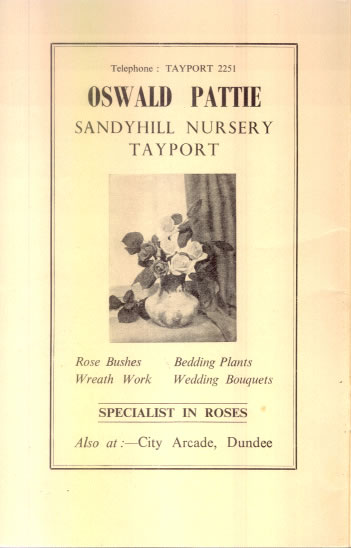 Telephone : TAYPORT 2251
OSWALD PATTIE
SANDYHILL NURSERY
TAYPORT
Rose Bushes Bedding Plants
Wreath Work Wedding Bouquets
SPECIALIST IN ROSES
Also at :—City Arcade, Dundee